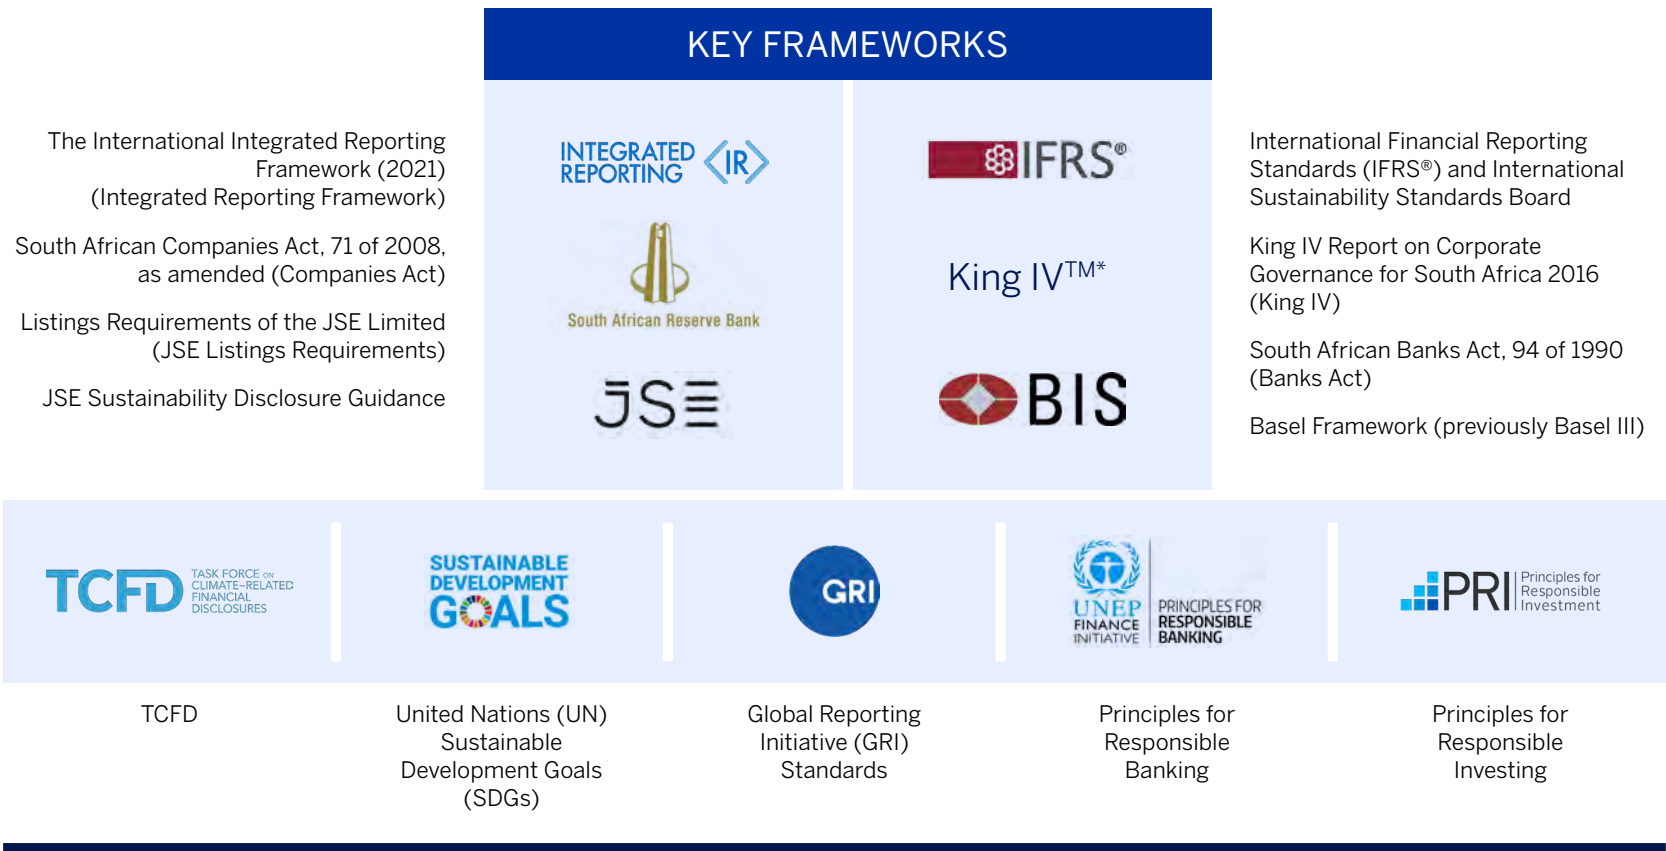 KEY FRAMEWORKS
The International Integrated Reporting
Framework (2021)
(Integrated Reporting Framework)
South African Companies Act, 71 of 2008,
as amended (Companies Act)
Listings Requirements of the JSE Limited
(JSE Listings Requirements)
JSE Sustainability Disclosure Guidance
INTEGRATED
REPORTING
<IR>
South African Reserve Bank
JSE
IFRS®
King IV™*
BIS
International Financial Reporting
Standards (IFRS®) and International
Sustainability Standards Board
King IV Report on Corporate
Governance for South Africa 2016
(King IV)
South African Banks Act, 94 of 1990
(Banks Act)
Basel Framework (previously Basel III)
TCFD
TASK FORCE ON
CLIMATE-RELATED
FINANCIAL
DISCLOSURES
SUSTAINABLE
DEVELOPMENT
GOALS
GRI
UNEP
FINANCE
INITIATIVE
PRINCIPLES FOR
RESPONSIBLE
BANKING
PRI
Principles for
Responsible
Investment
TCFD
United Nations (UN)
Sustainable
Development Goals
(SDGs)
Global Reporting
Initiative (GRI)
Standards
Principles for
Responsible
Banking
Principles for
Responsible
Investing